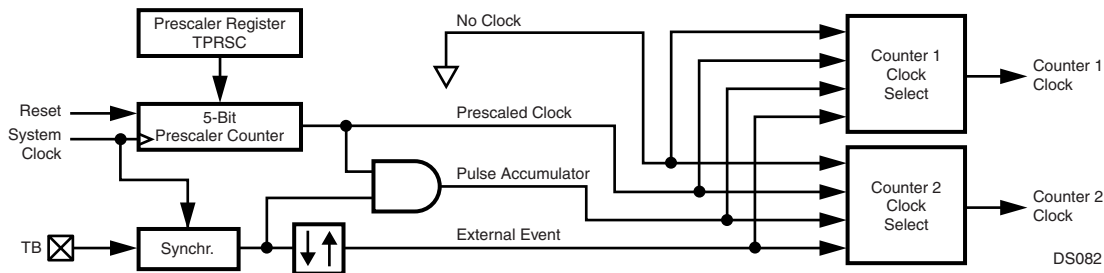 Prescaler Register
TPRSC
No Clock
Counter 1
Clock
Select
Counter 1
Clock
Reset
System
Clock
5-Bit
Prescaler Counter
Prescaled Clock
Pulse Accumulator
Counter 2
Clock
Select
Counter 2
Clock
TB
Synchr.
External Event
DS082